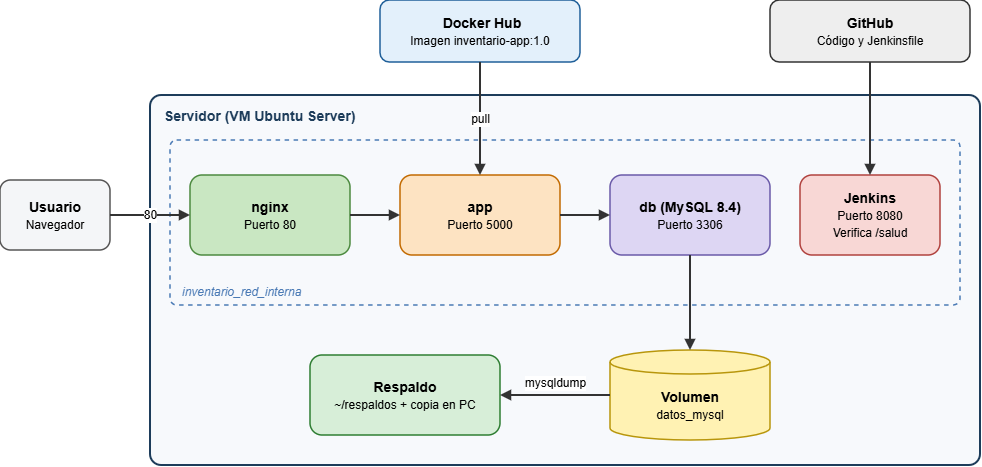 Docker Hub
Imagen inventario-app:1.0
GitHub
Código y Jenkinsfile
Servidor (VM Ubuntu Server)
pull
Usuario
Navegador
80
nginx
Puerto 80
app
Puerto 5000
db (MySQL 8.4)
Puerto 3306
Jenkins
Puerto 8080
Verifica /salud
inventario_red_interna
Respaldo
~/respaldos + copia en PC
mysqldump
Volumen
datos_mysql